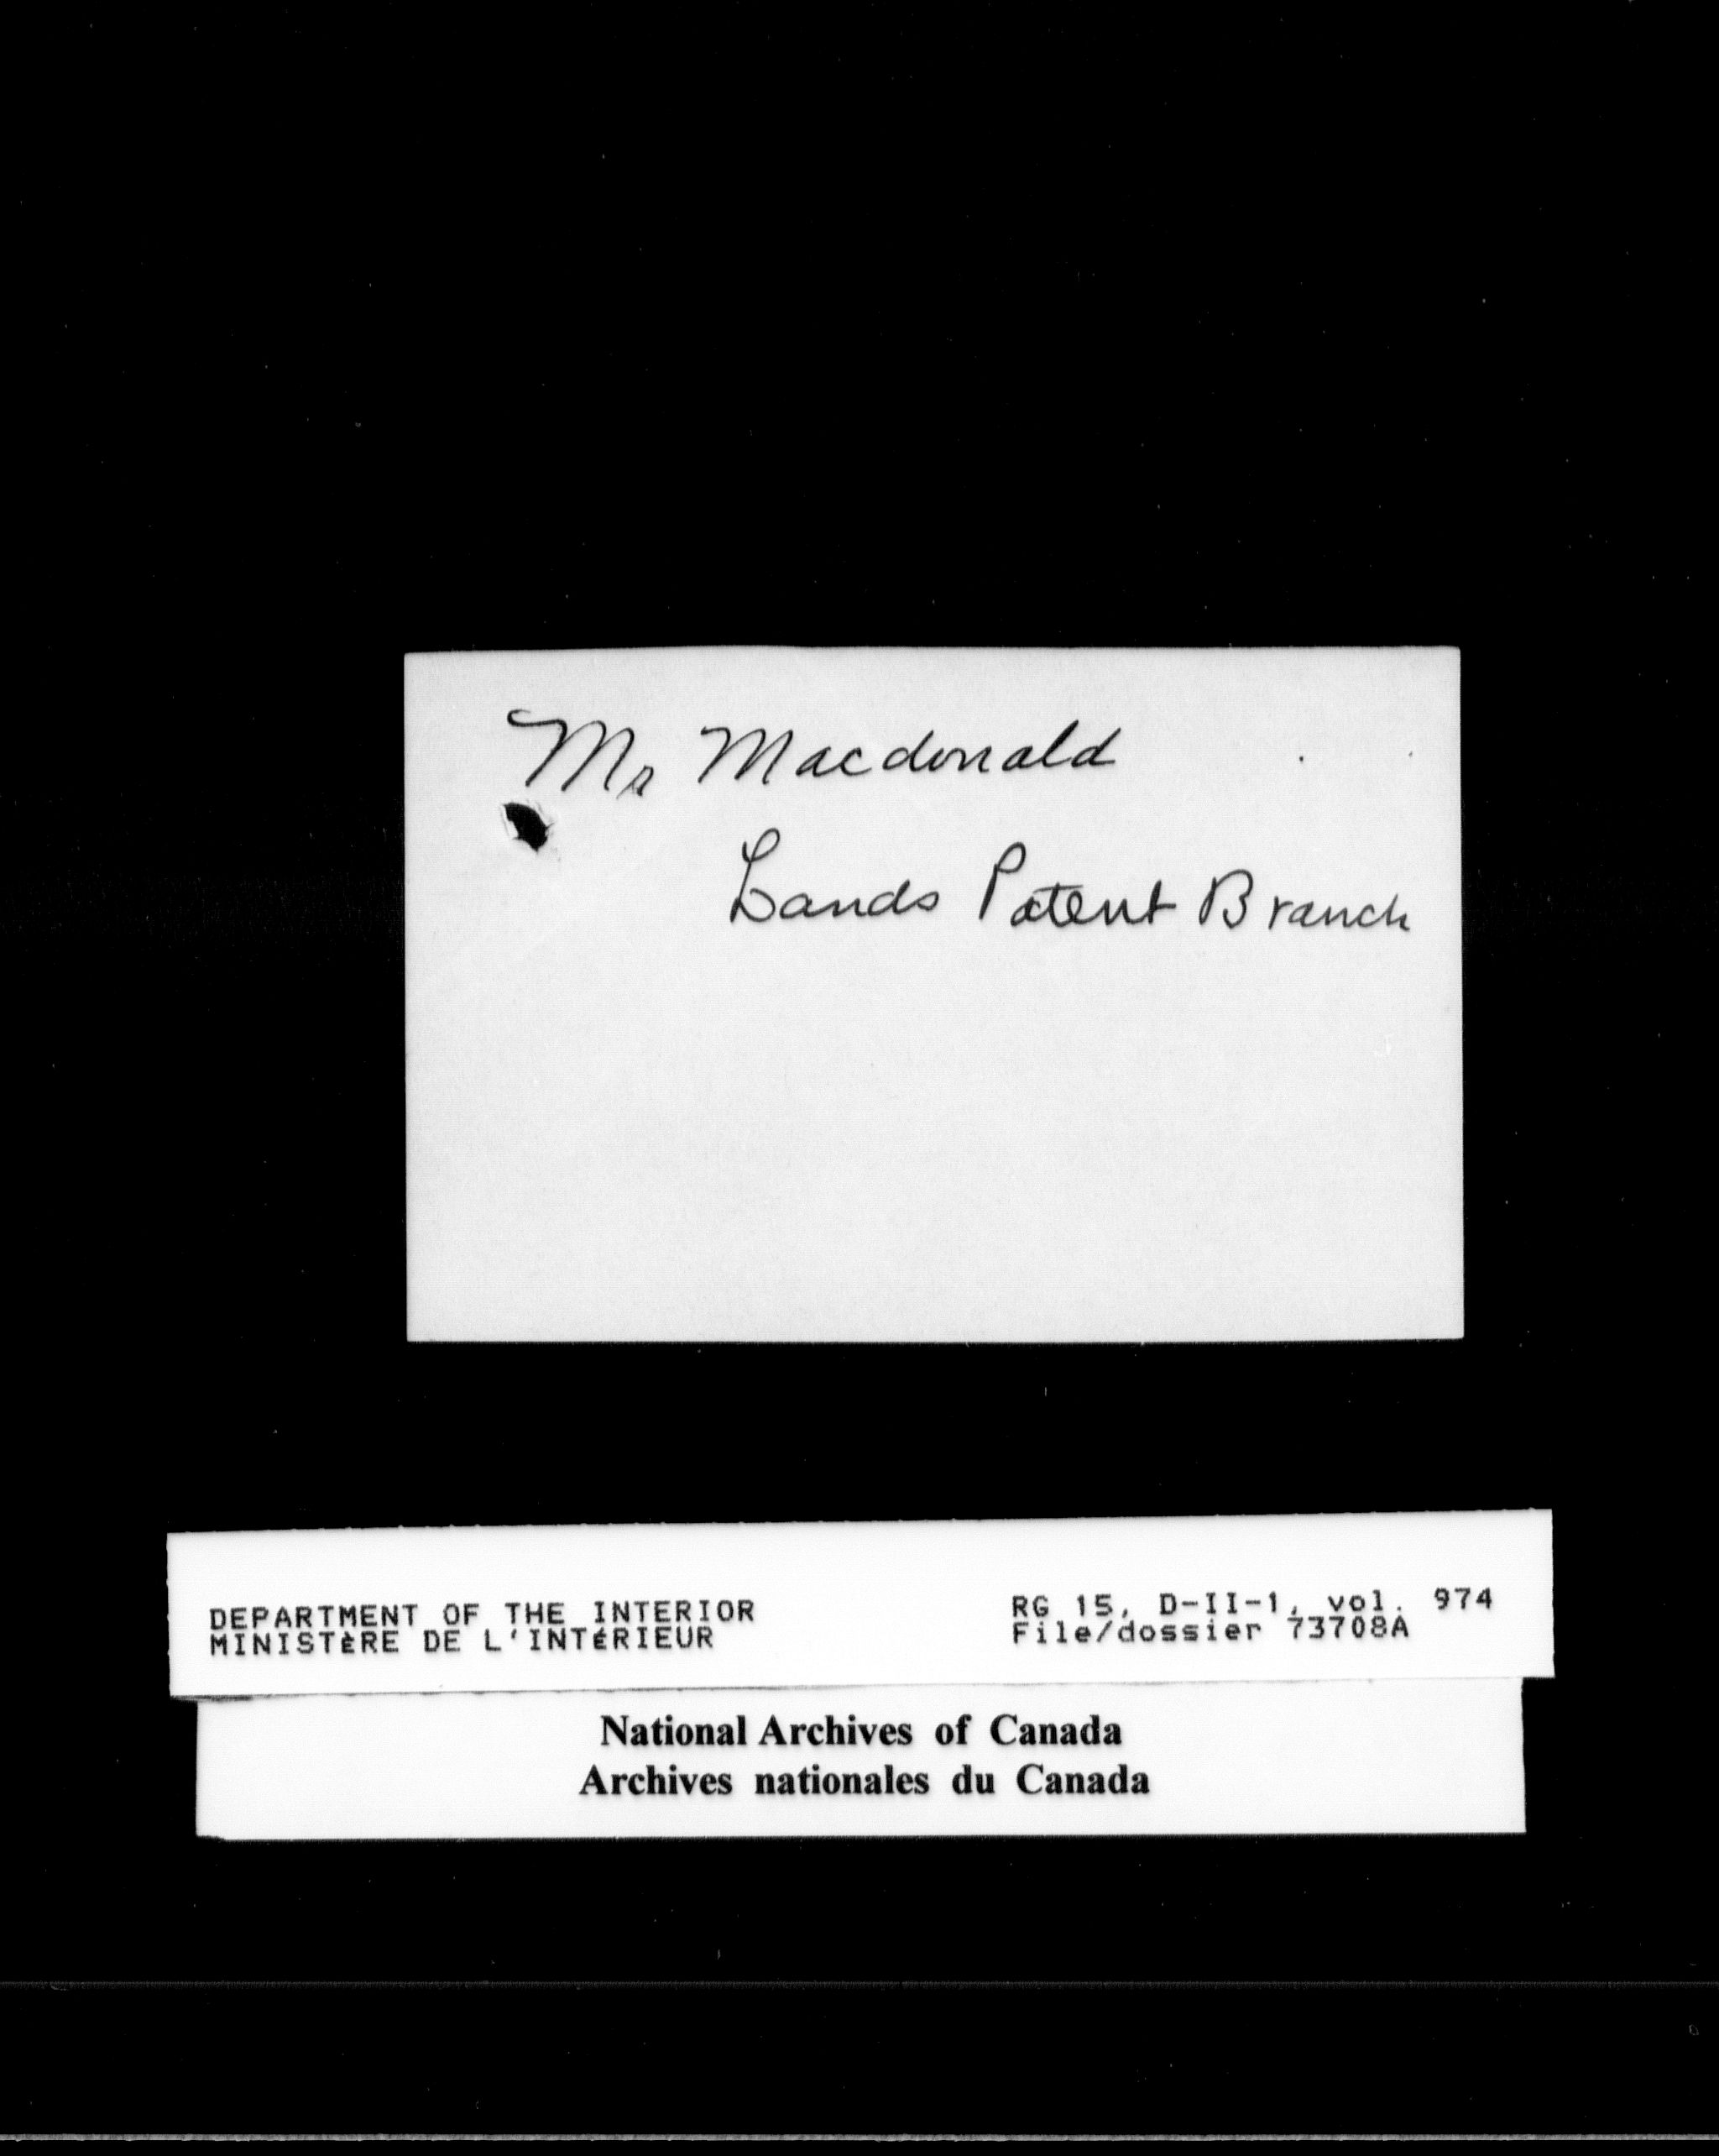 Mr Macdonald
Lands Patent Branch
DEPARTMENT OF THE INTERIOR
MINISTÈRE DE L'INTÉRIEUR
RG 15, D-II-1, vol. 974
File/dossier 73708A
National Archives of Canada
Archives nationales du Canada